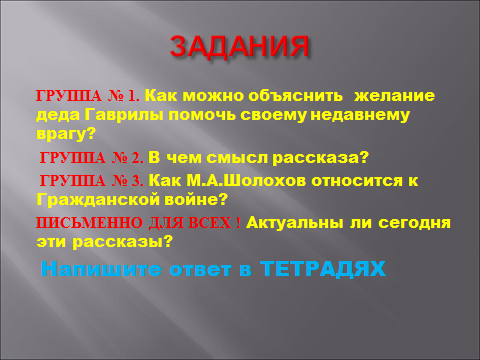 ЗАДАНИЯ
ГРУППА № 1. Как можно объяснить желание
деда Гаврилы помочь своему недавнему
врагу?
ГРУППА № 2. В чем смысл рассказа?
ГРУППА № 3. Как М.А.Шолохов относится к
Гражданской войне?
ПИСЬМЕННО ДЛЯ ВСЕХ ! Актуальны ли сегодня
эти рассказы?
Напишите ответ в ТЕТРАДЯХ